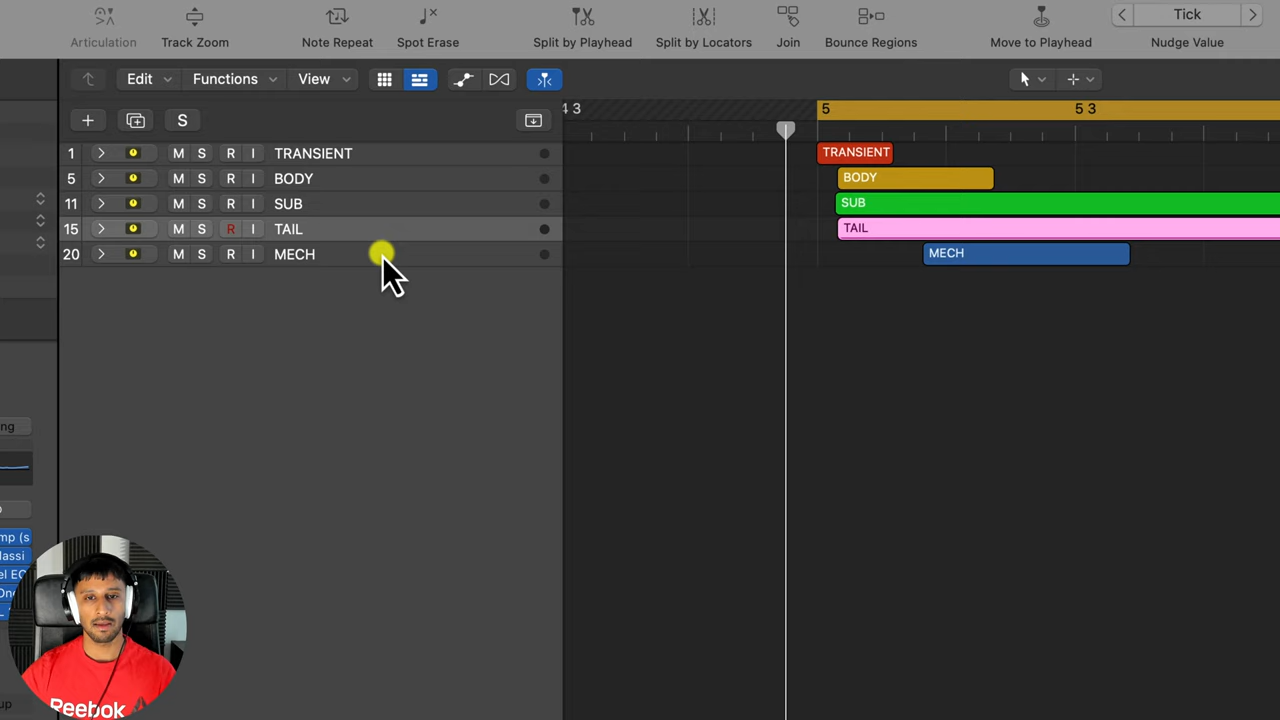 Articulation
Track Zoom
Note Repeat
Spot Erase
Split by Playhead
Split by Locators
Join
Bounce Regions
Move to Playhead
Tick
Nudge Value
Edit
Functions
View
S
4 3
5
5 3
1 M S R I TRANSIENT
TRANSIENT
5 M S R I BODY
BODY
11 M S R I SUB
SUB
15 M S R I TAIL
TAIL
20 M S R I MECH
MECH
Reebok